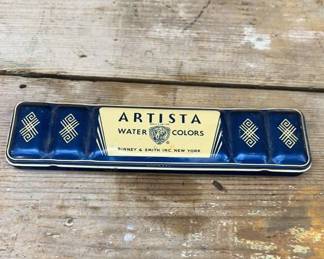 ARTISTA
WATER COLORS
BINNEY & SMITH INC. NEW YORK